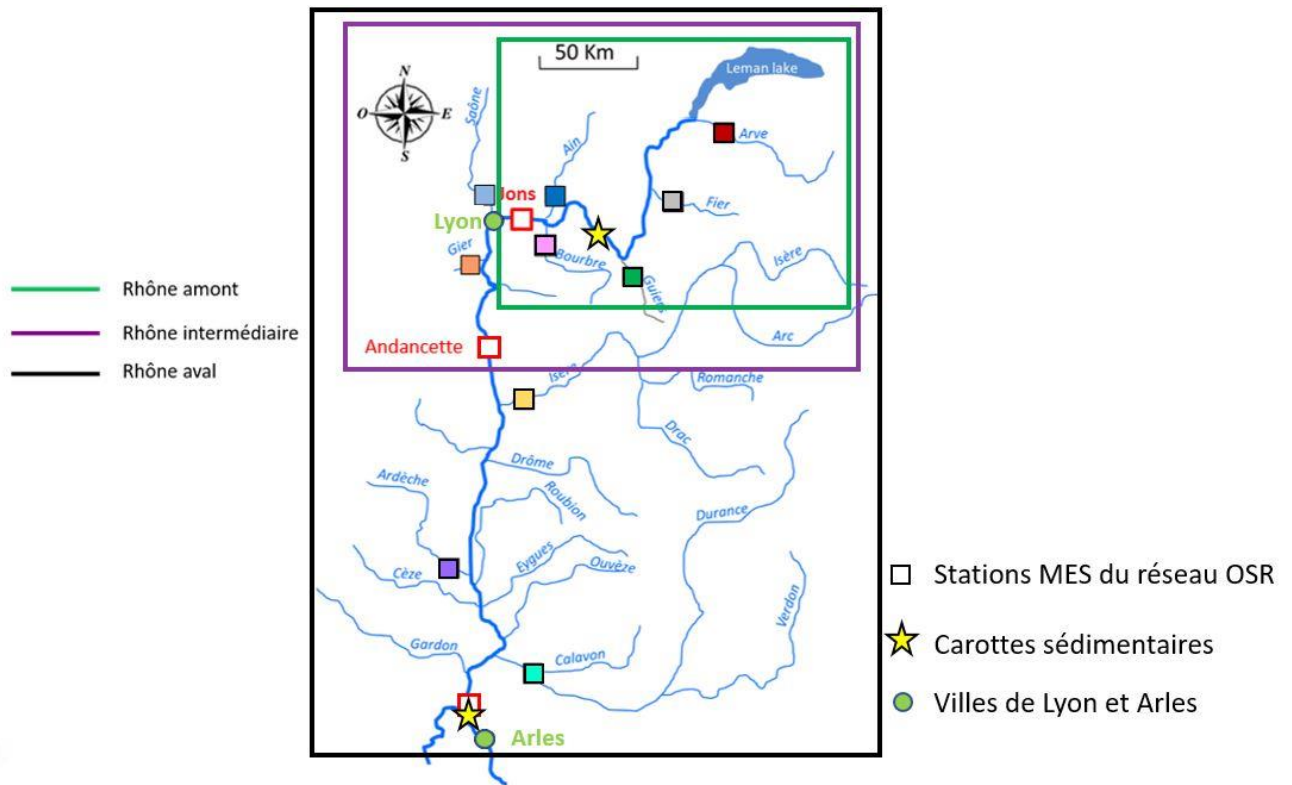 50 Km
Leman lake
N
O
E
S
Saône
Ain
Arve
Jons
Fier
Lyon
Gier
Bourbre
Guiers
Isère
Rhône amont
Rhône intermédiaire
Rhône aval
Andancette
Arc
Isère
Romanche
Drac
Drôme
Ardèche
Roubion
Durance
Eygues
Ouvèze
Cèze
Verdon
Gardon
Calavon
Arles
Stations MES du réseau OSR
Carottes sédimentaires
Villes de Lyon et Arles